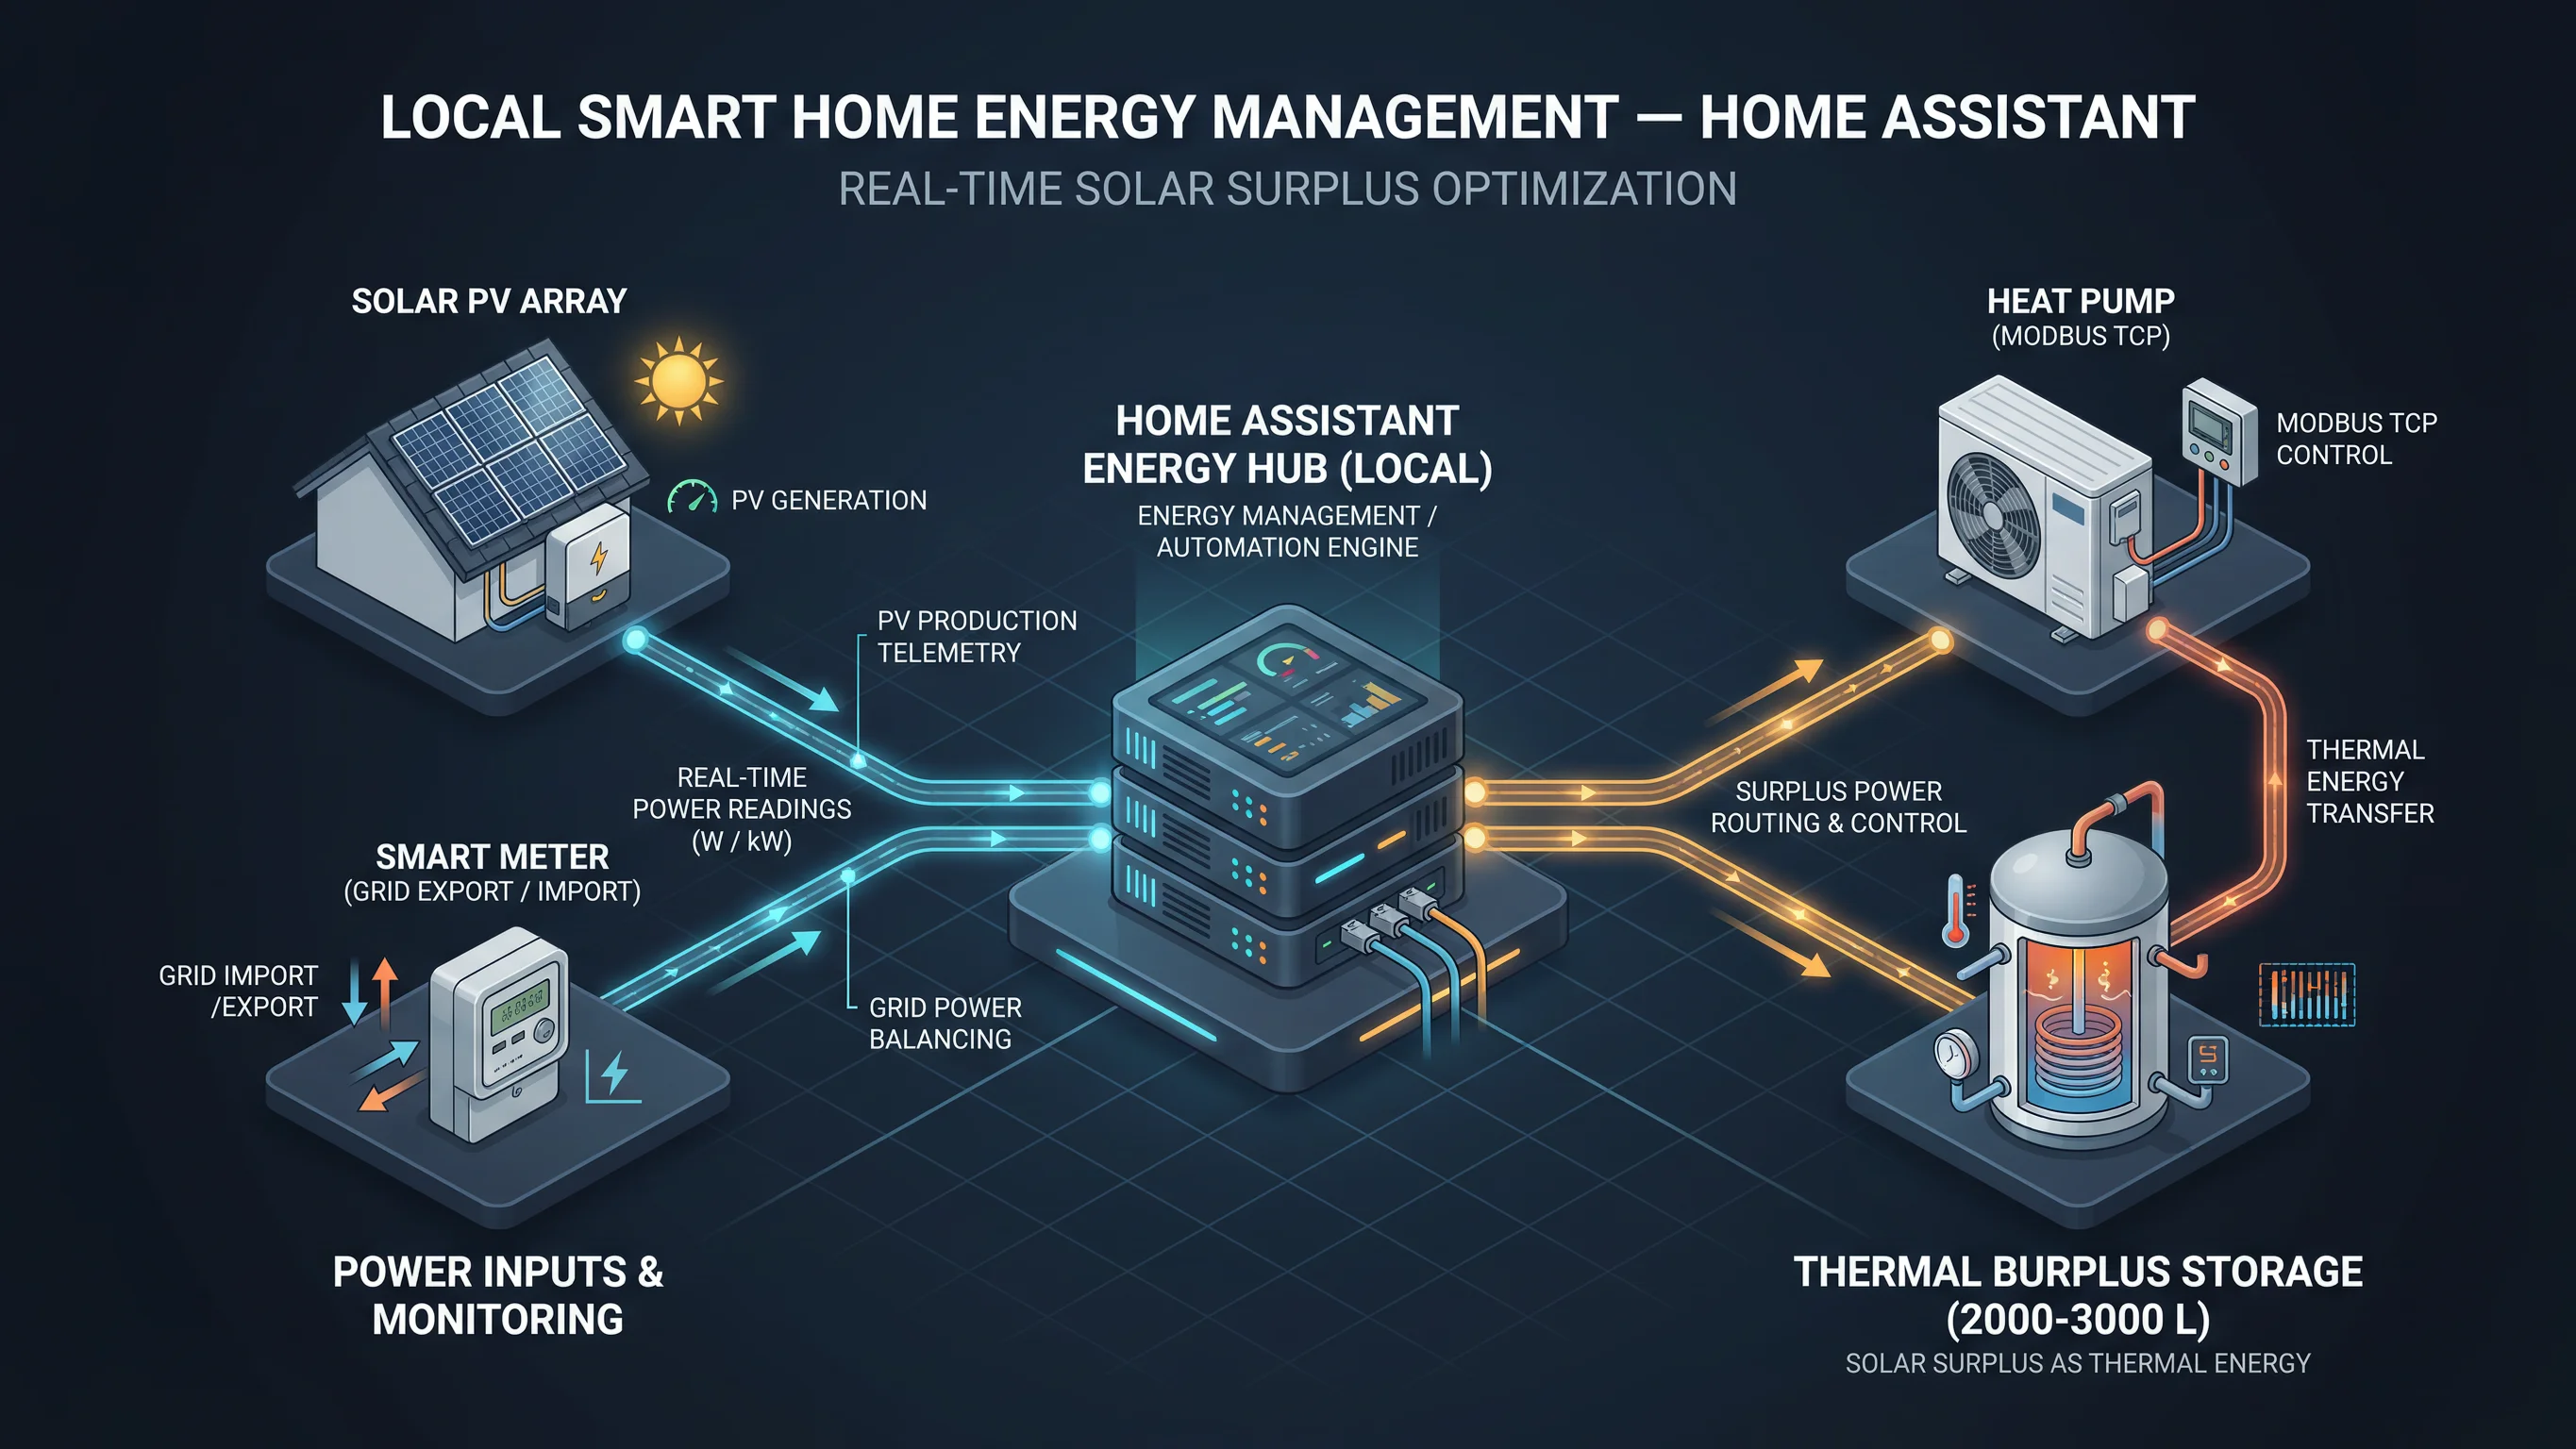 LOCAL SMART HOME ENERGY MANAGEMENT — HOME ASSISTANT
REAL-TIME SOLAR SURPLUS OPTIMIZATION
SOLAR PV ARRAY
PV GENERATION
PV PRODUCTION
TELEMETRY
REAL-TIME
POWER READINGS
(W / kW)
SMART METER
(GRID EXPORT / IMPORT)
GRID IMPORT
/EXPORT
GRID POWER
BALANCING
POWER INPUTS &
MONITORING
HOME ASSISTANT
ENERGY HUB (LOCAL)
ENERGY MANAGEMENT /
AUTOMATION ENGINE
HEAT PUMP
(MODBUS TCP)
MODBUS TCP
CONTROL
SURPLUS POWER
ROUTING & CONTROL
THERMAL
ENERGY
TRANSFER
THERMAL BURPLUS STORAGE
(2000-3000 L)
SOLAR SURPLUS AS THERMAL ENERGY